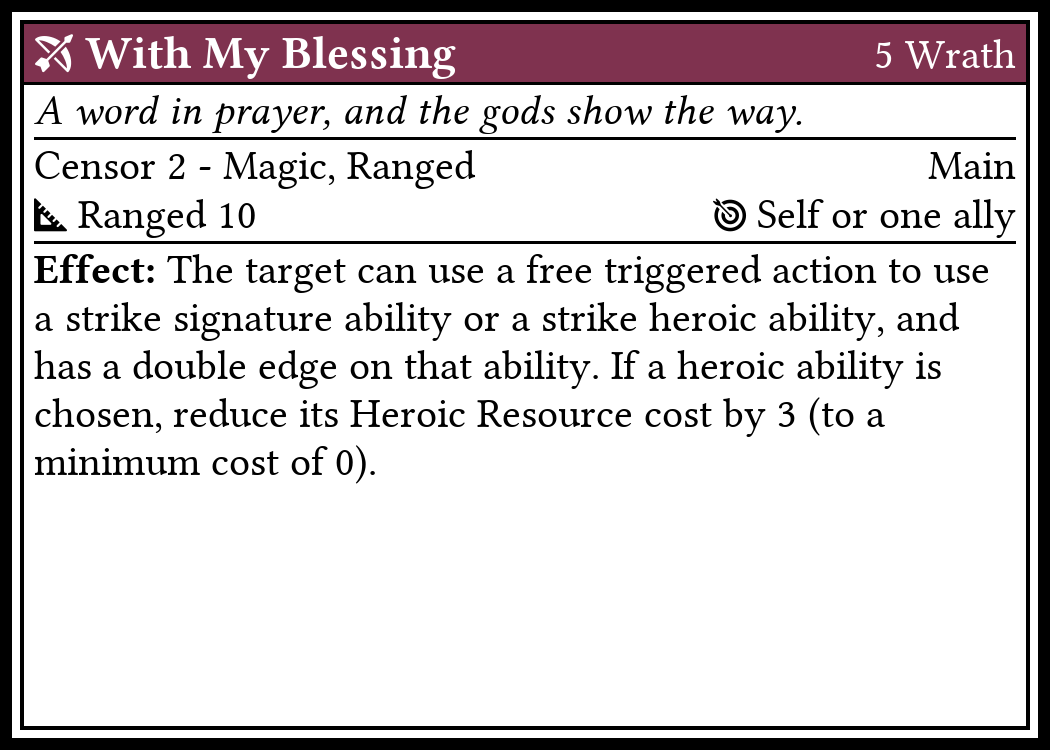 With My Blessing 5 Wrath
A word in prayer, and the gods show the way.
Censor 2 - Magic, Ranged Main
Ranged 10 Self or one ally
Effect: The target can use a free triggered action to use
a strike signature ability or a strike heroic ability, and
has a double edge on that ability. If a heroic ability is
chosen, reduce its Heroic Resource cost by 3 (to a
minimum cost of 0).